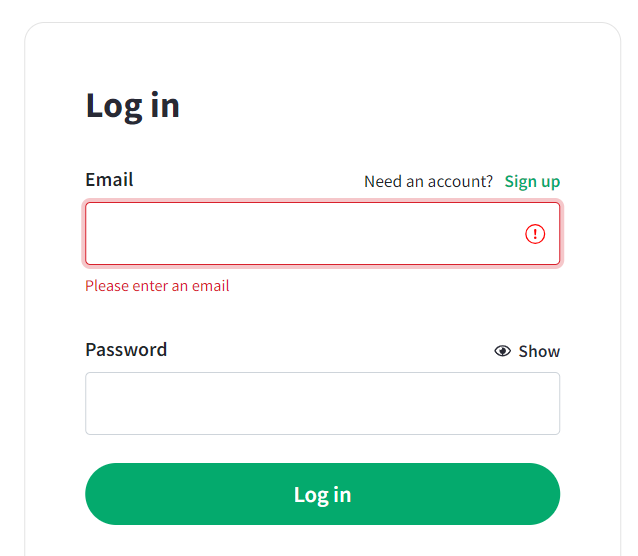 Log in
Email
Need an account? Sign up
Please enter an email
Password
Show
Log in